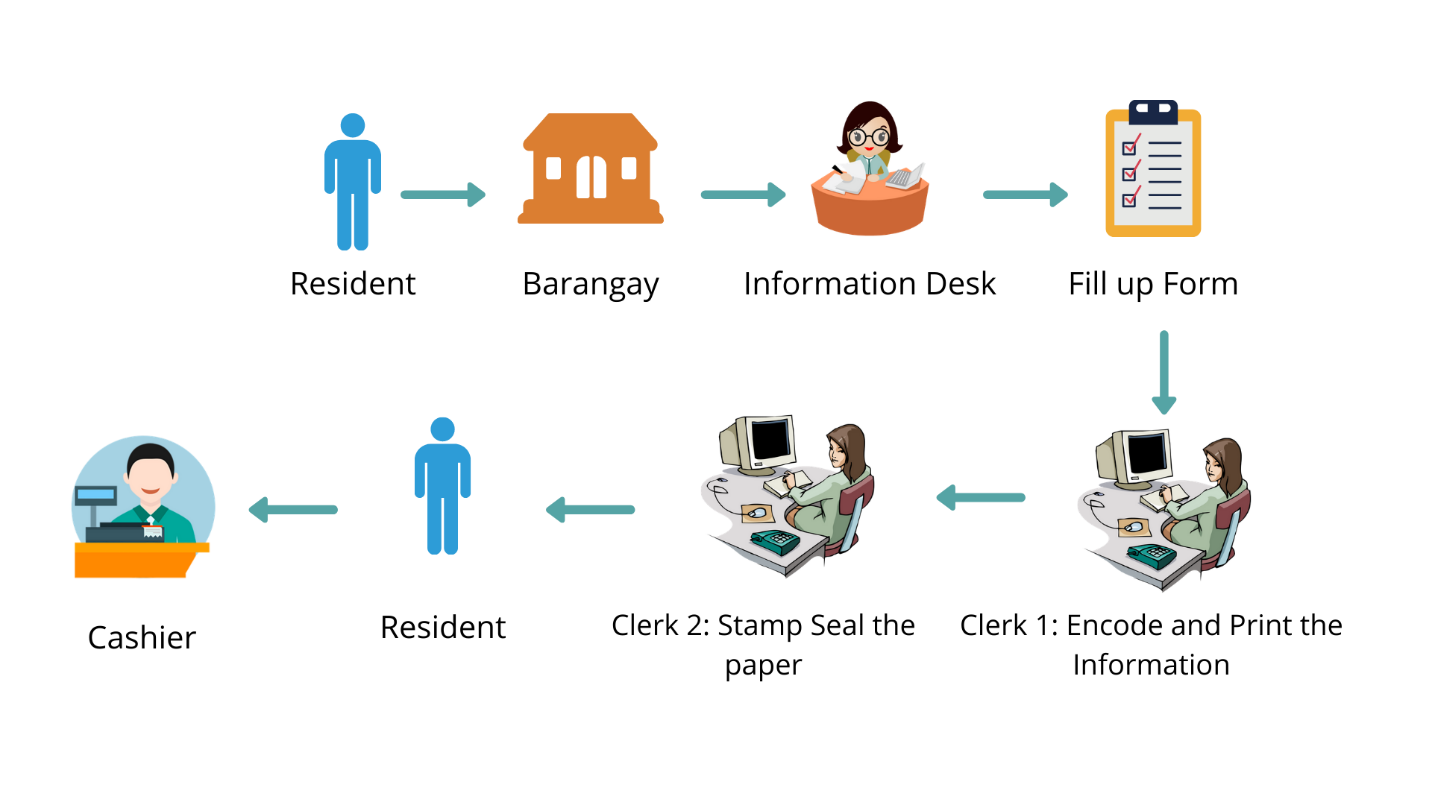 Resident
Barangay
Information Desk
Fill up Form
Clerk 1: Encode and Print the
Information
Clerk 2: Stamp Seal the
paper
Resident
Cashier